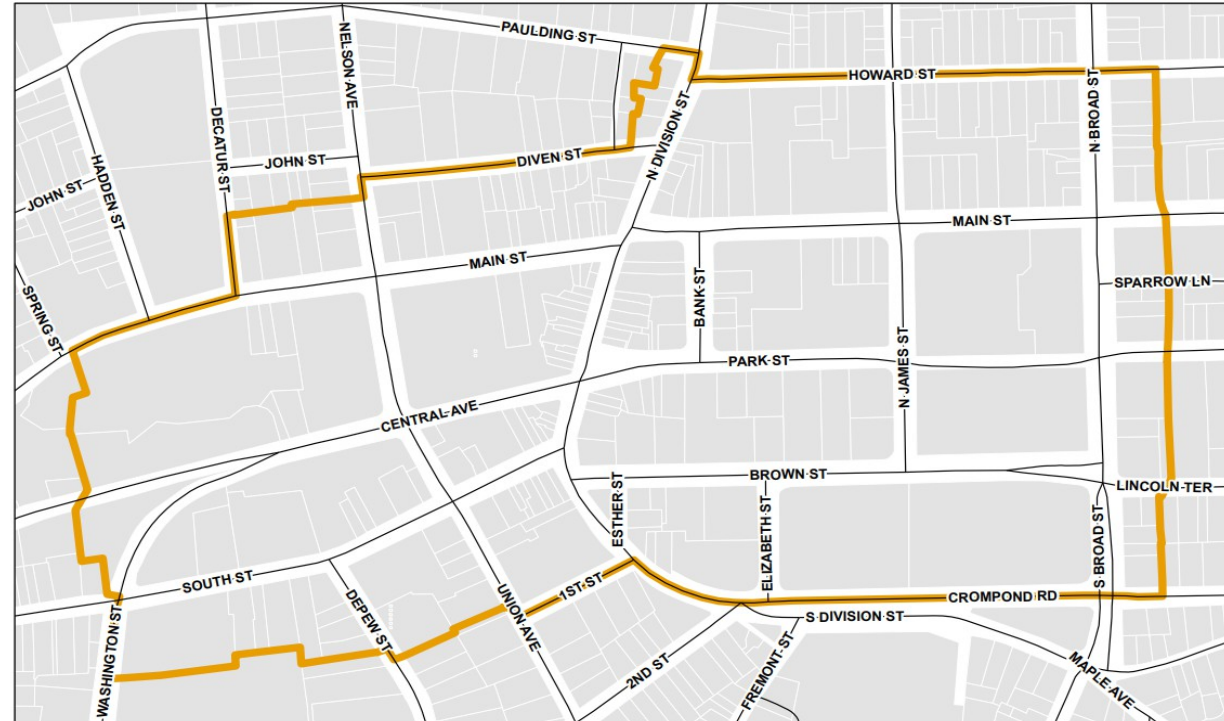 PAULDING ST
NELSON AVE
HOWARD ST
N BROAD ST
DECATUR ST
N DIVISION ST
JOHN ST
DIVEN ST
HADDEN ST
JOHN ST
MAIN ST
MAIN ST
SPARROW LN
SPRING ST
BANK ST
N JAMES ST
PARK ST
CENTRAL AVE
BROWN ST
LINCOLN TER
ESTHER ST
ELIZABETH ST
S BROAD ST
SOUTH ST
1ST ST
UNION AVE
CROMPOND RD
DEPEW ST
S DIVISION ST
WASHINGTON ST
2ND ST
FREMONT ST
MAPLE AVE